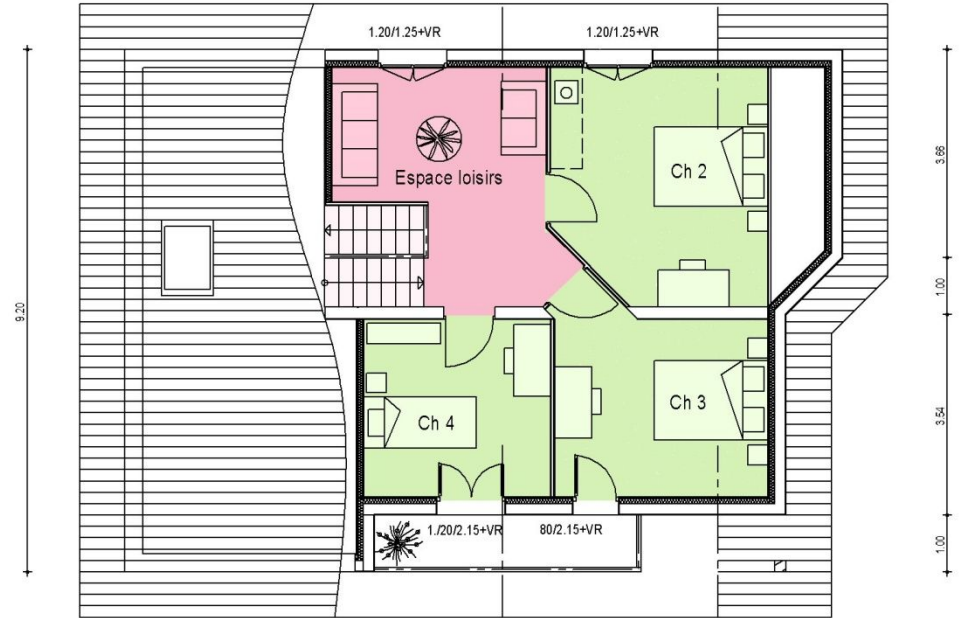 1.20/1.25+VR
1.20/1.25+VR
Espace loisirs
Ch 2
3.66
1.00
9.20
Ch 4
Ch 3
3.54
1./20/2.15+VR
80/2.15+VR
1.00